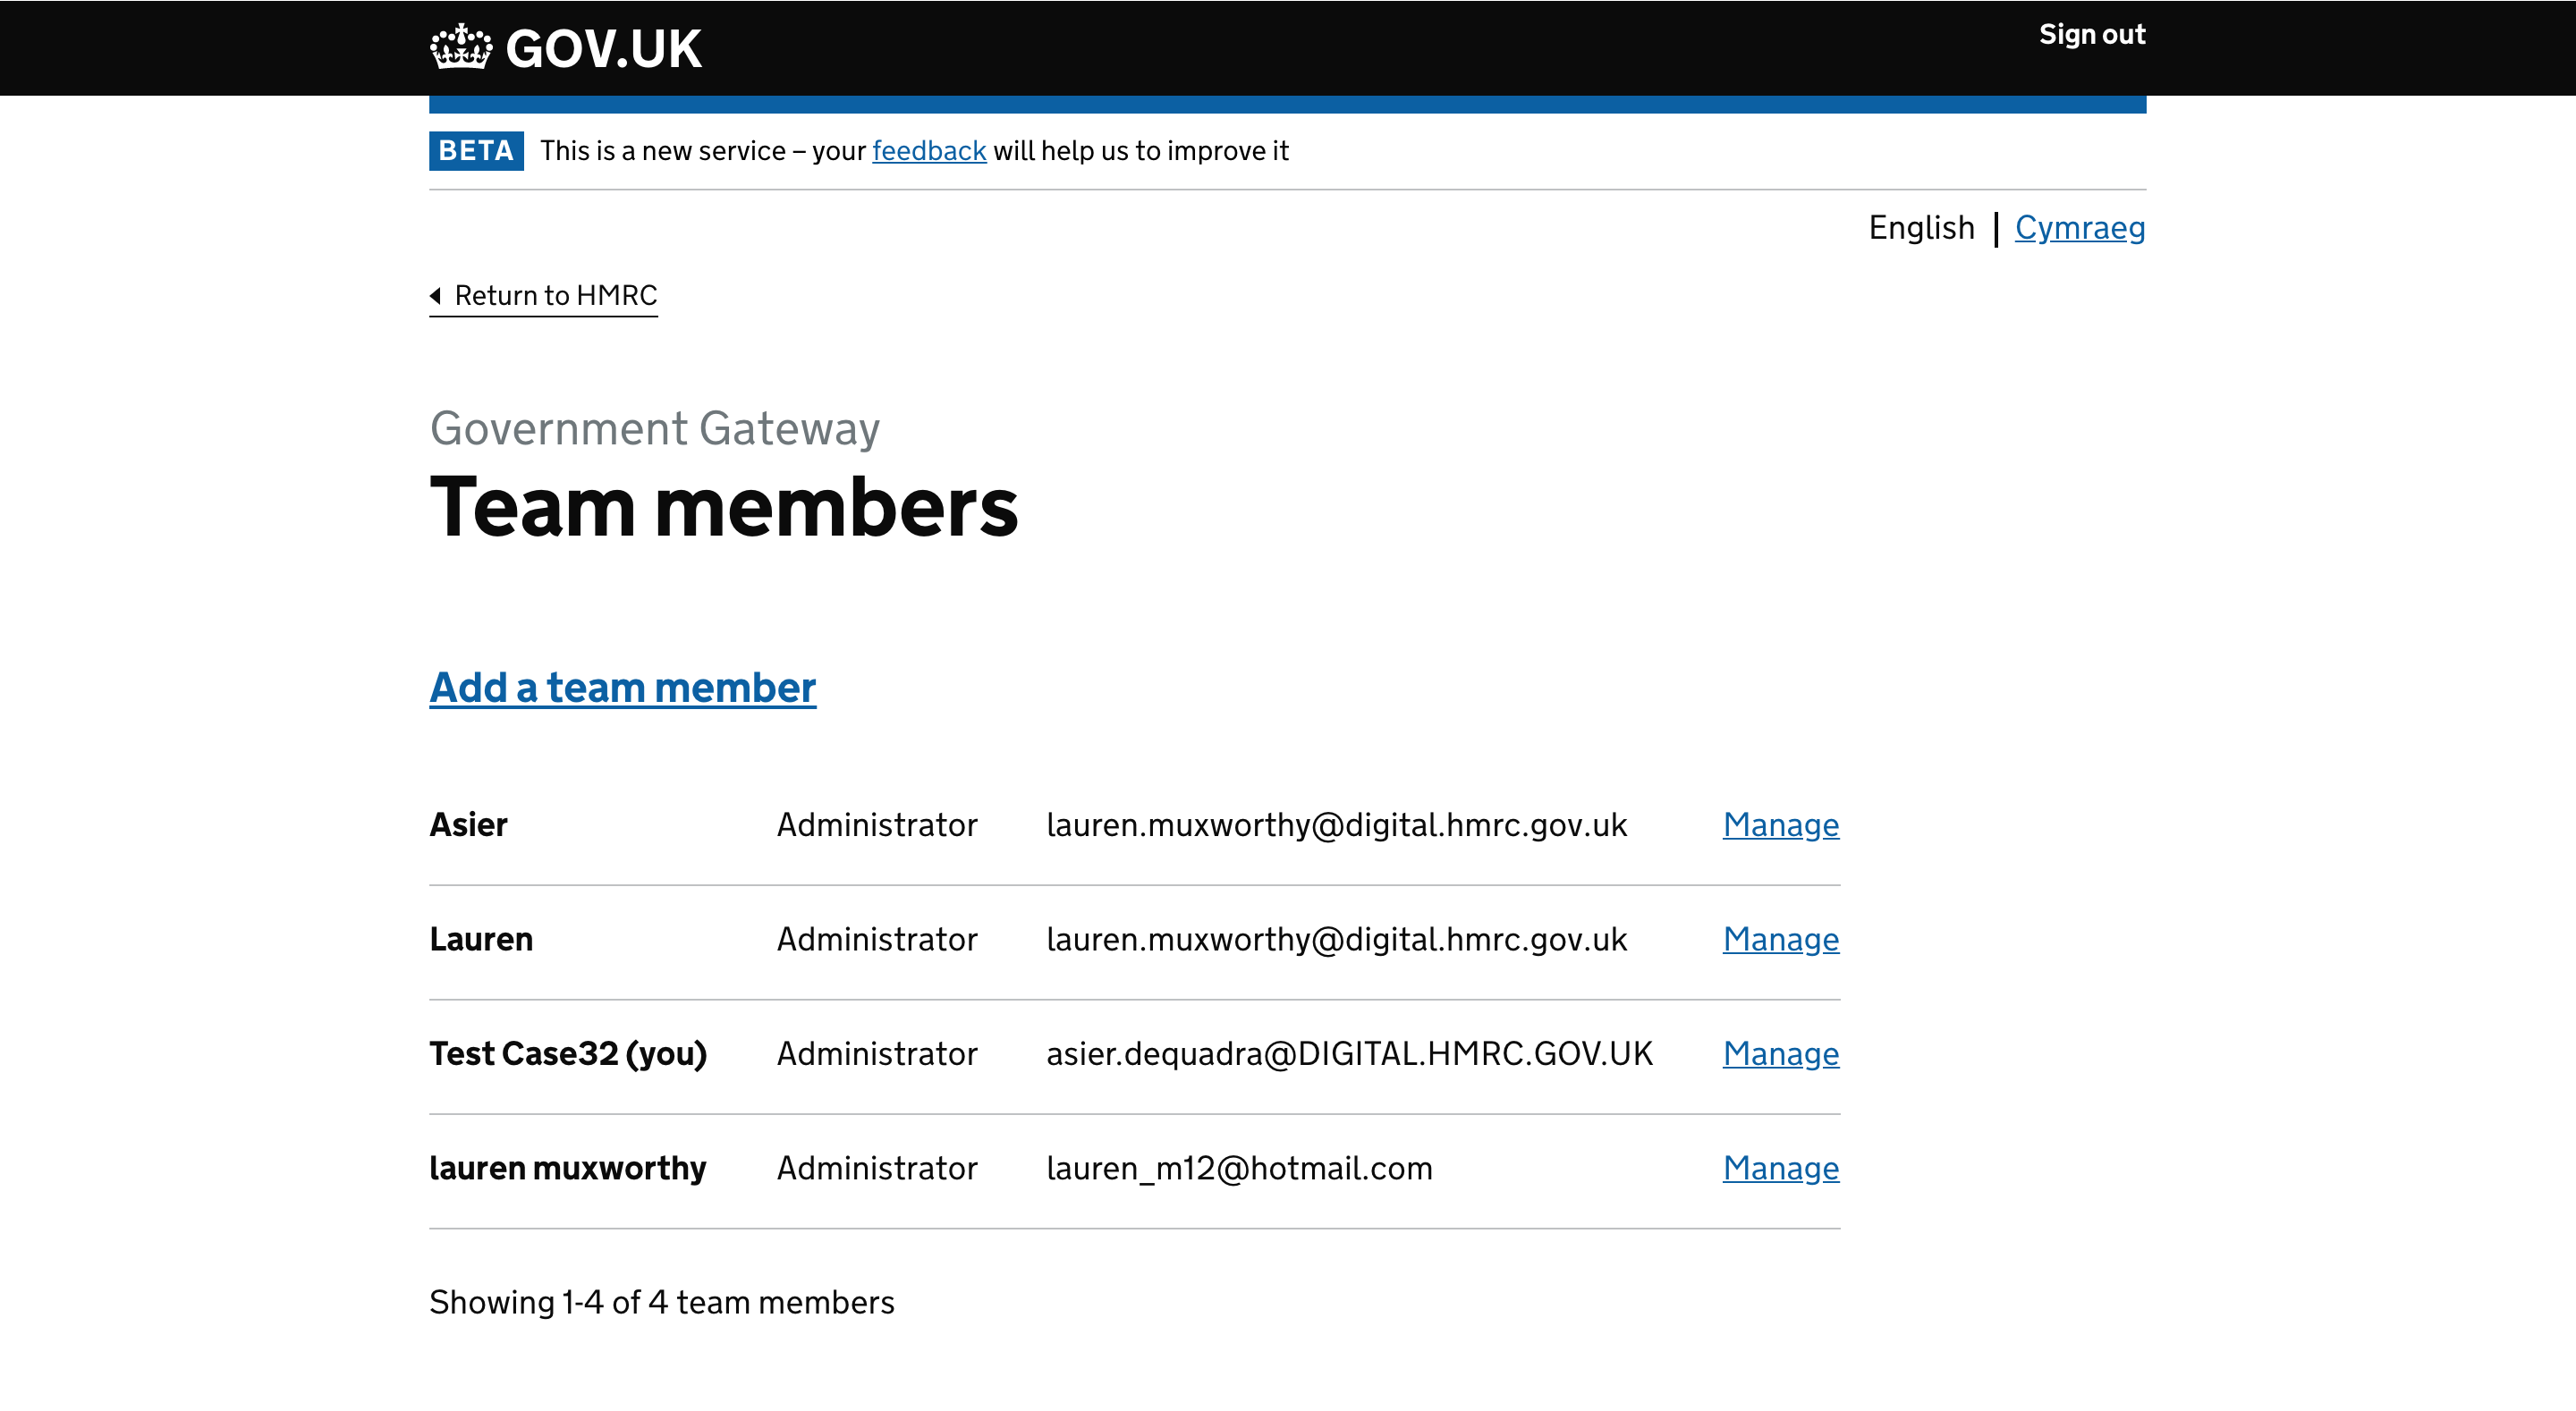 GOV.UK
Sign out
BETA This is a new service – your feedback will help us to improve it
English | Cymraeg
Return to HMRC
Government Gateway
Team members
Add a team member
Asier Administrator lauren.muxworthy@digital.hmrc.gov.uk Manage
Lauren Administrator lauren.muxworthy@digital.hmrc.gov.uk Manage
Test Case32 (you) Administrator asier.dequadra@DIGITAL.HMRC.GOV.UK Manage
lauren muxworthy Administrator lauren_m12@hotmail.com Manage
Showing 1-4 of 4 team members